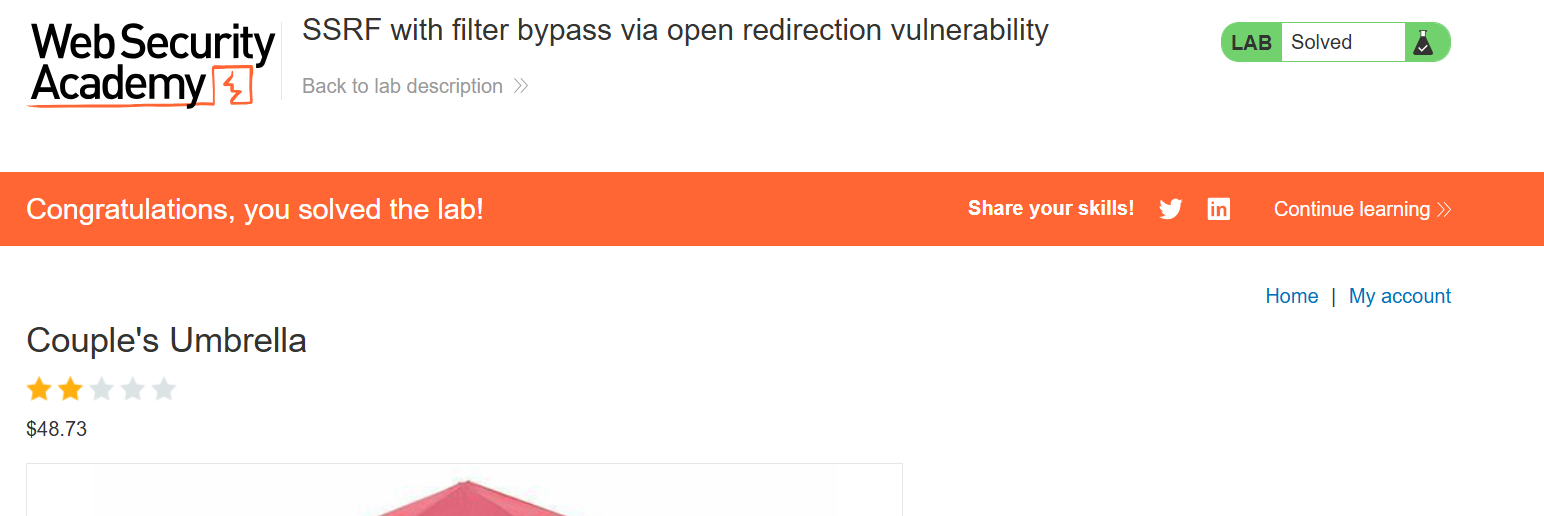 Web Security
Academy
SSRF with filter bypass via open redirection vulnerability
Back to lab description
LAB Solved
Congratulations, you solved the lab!
Share your skills!
Continue learning
Home | My account
Couple's Umbrella
$48.73